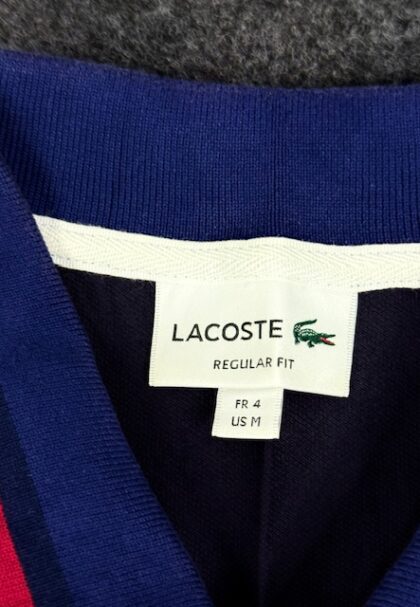 LACOSTE
REGULAR FIT
FR 4
US M